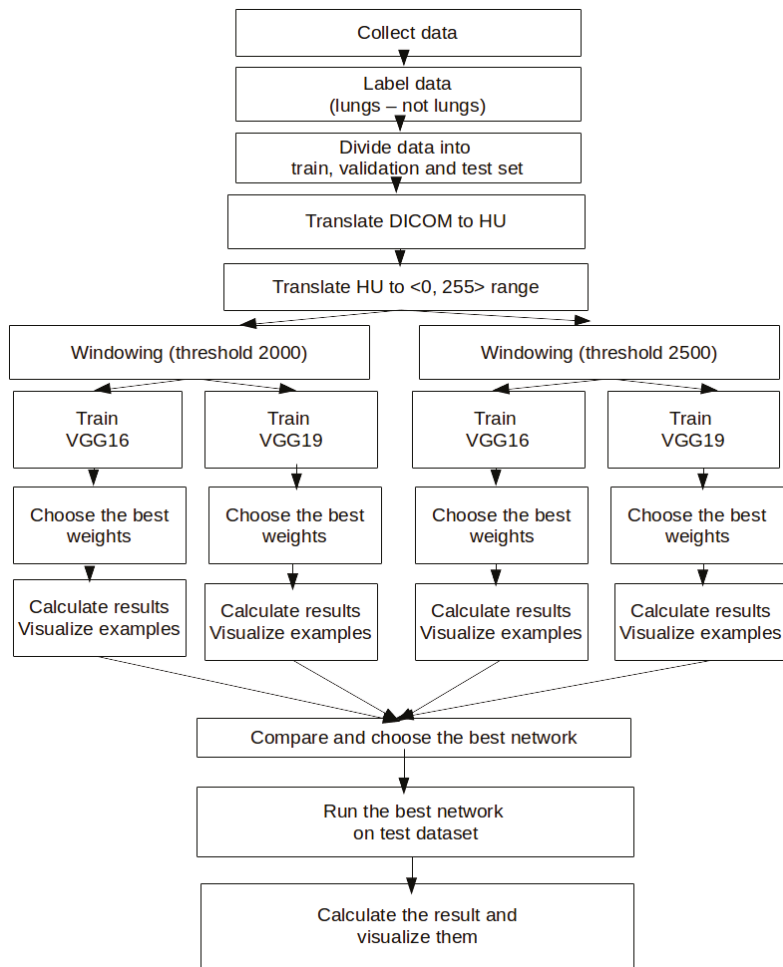 Collect data
Label data
(lungs – not lungs)
Divide data into
train, validation and test set
Translate DICOM to HU
Translate HU to <0, 255> range
Windowing (threshold 2000)
Windowing (threshold 2500)
Train
VGG16
Train
VGG19
Train
VGG16
Train
VGG19
Choose the best
weights
Choose the best
weights
Choose the best
weights
Choose the best
weights
Calculate results
Visualize examples
Calculate results
Visualize examples
Calculate results
Visualize examples
Calculate results
Visualize examples
Compare and choose the best network
Run the best network
on test dataset
Calculate the result and
visualize them